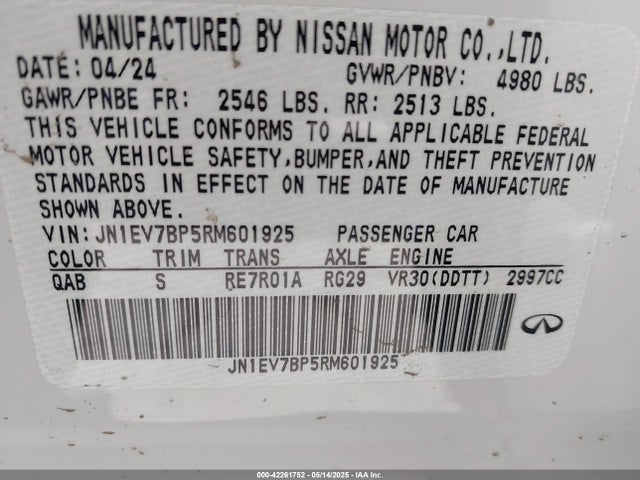 MANUFACTURED BY NISSAN MOTOR CO.,LTD.
DATE: 04/24 GVWR/PNBV: 4980 LBS.
GAWR/PNBE FR: 2546 LBS. RR: 2513 LBS.
THIS VEHICLE CONFORMS TO ALL APPLICABLE FEDERAL
MOTOR VEHICLE SAFETY,BUMPER,AND THEFT PREVENTION
STANDARDS IN EFFECT ON THE DATE OF MANUFACTURE
SHOWN ABOVE.
VIN: JN1EV7BP5RM601925 PASSENGER CAR
COLOR TRIM TRANS AXLE ENGINE
QAB S RE7R01A RG29 VR30(DDTT) 2997CC
JN1EV7BP5RM601925
000-42261752 - 05/14/2025 - IAA Inc.